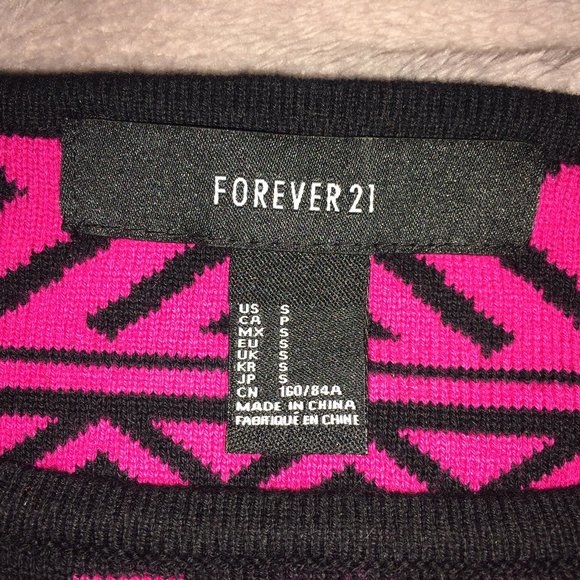 FOREVER 21
US S
CA P
MX S
EU S
UK S
KR S
JP S
CN 160/84A
MADE IN CHINA
FABRIQUÉ EN CHINE